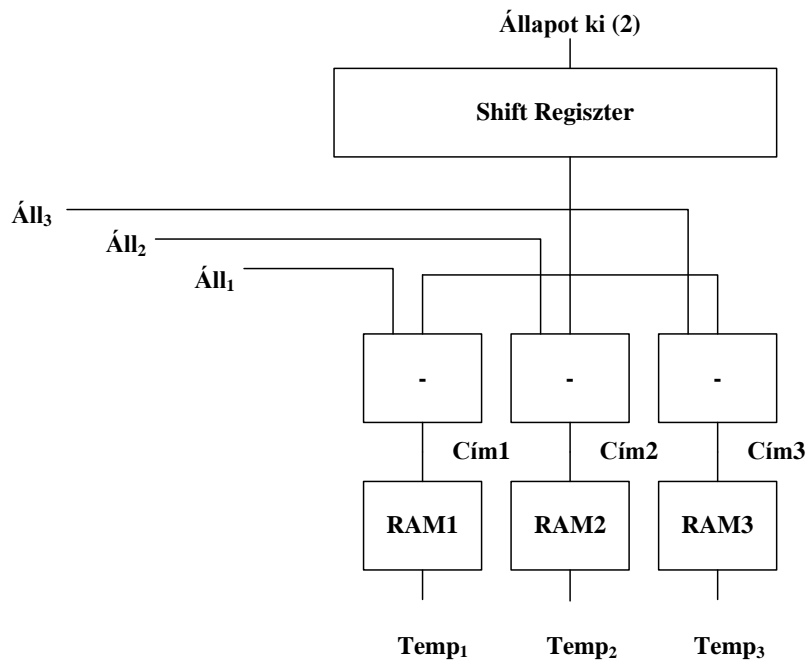 Állapot ki (2)
Shift Regiszter
Áll₃
Áll₂
Áll₁
- - -
Cím1 Cím2 Cím3
RAM1 RAM2 RAM3
Temp₁ Temp₂ Temp₃